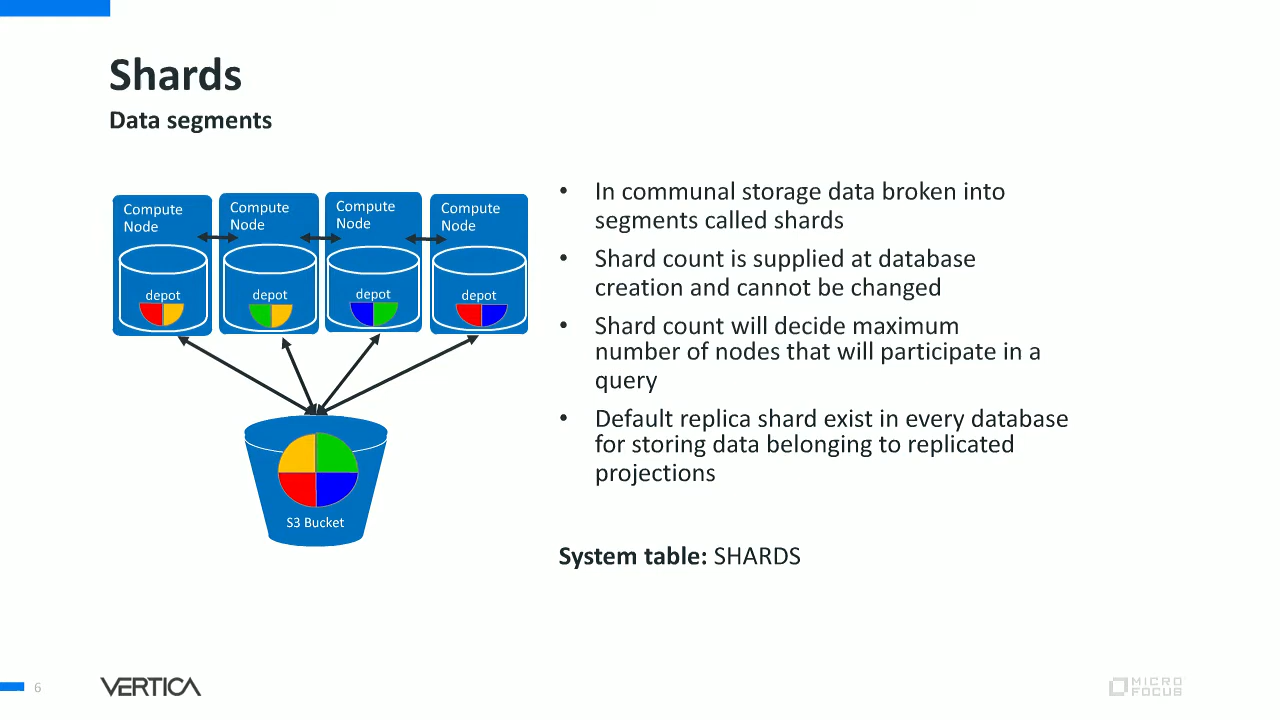 Shards
Data segments
Compute
Node
Compute
Node
Compute
Node
Compute
Node
depot
depot
depot
depot
S3 Bucket
• In communal storage data broken into
segments called shards
• Shard count is supplied at database
creation and cannot be changed
• Shard count will decide maximum
number of nodes that will participate in a
query
• Default replica shard exist in every database
for storing data belonging to replicated
projections
System table: SHARDS
6
VERTICA
MICRO
FOCUS